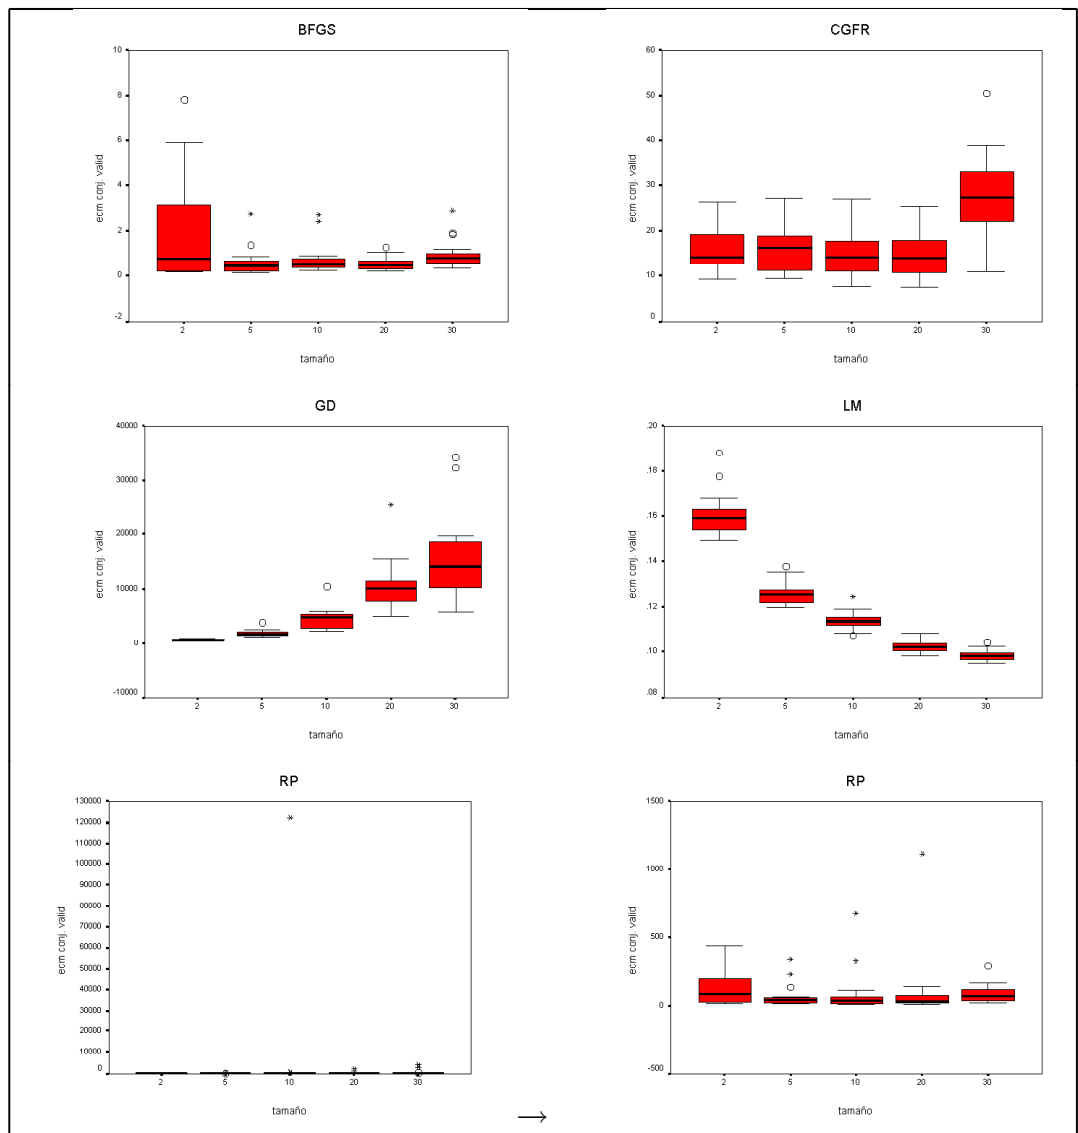 BFGS
10
8
6
4
2
0
-2
ecm conj. valid
2 5 10 20 30
tamaño
CGFR
60
50
40
30
20
10
0
ecm conj. valid
2 5 10 20 30
tamaño
GD
40000
30000
20000
10000
0
-10000
ecm conj. valid
2 5 10 20 30
tamaño
LM
.20
.18
.16
.14
.12
.10
.08
ecm conj. valid
2 5 10 20 30
tamaño
RP
130000
120000
110000
100000
90000
80000
70000
60000
50000
40000
30000
20000
10000
0
ecm conj. valid
2 5 10 20 30
tamaño
→
RP
1500
1000
500
0
-500
ecm conj. valid
2 5 10 20 30
tamaño